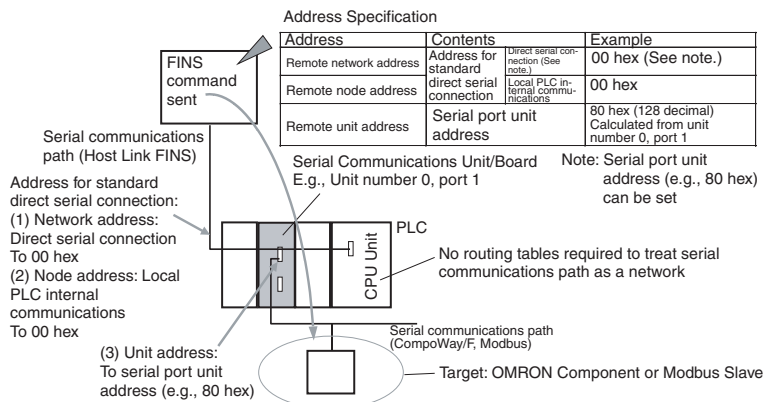 Address Specification
Address Contents Example
Remote network address Address for standard direct serial connection Direct serial connection (See note.) 00 hex (See note.)
Remote node address Local PLC internal communications 00 hex
Remote unit address Serial port unit address 80 hex (128 decimal) Calculated from unit number 0, port 1
FINS
command
sent
Serial communications
path (Host Link FINS)
Serial Communications Unit/Board
E.g., Unit number 0, port 1
Note: Serial port unit
address (e.g., 80 hex)
can be set
Address for standard
direct serial connection:
(1) Network address:
Direct serial connection
To 00 hex
(2) Node address: Local
PLC internal
communications
To 00 hex
PLC
CPU Unit
No routing tables required to treat serial
communications path as a network
(3) Unit address:
To serial port unit
address (e.g., 80 hex)
Serial communications path
(CompoWay/F, Modbus)
Target: OMRON Component or Modbus Slave